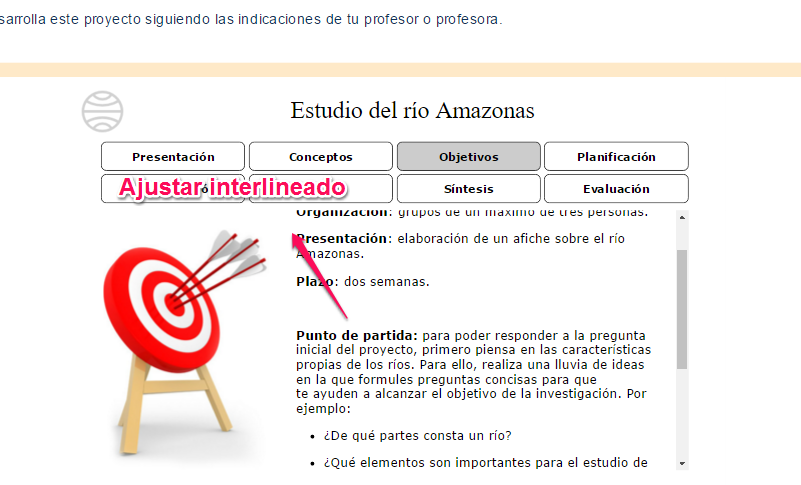 sarrolla este proyecto siguiendo las indicaciones de tu profesor o profesora.
Estudio del río Amazonas
Presentación Conceptos Objetivos Planificación
Ajustar interlineado Síntesis Evaluación
Organización: grupos de un máximo de tres personas.
Presentación: elaboración de un afiche sobre el río
Amazonas.
Plazo: dos semanas.
Punto de partida: para poder responder a la pregunta
inicial del proyecto, primero piensa en las características
propias de los ríos. Para ello, realiza una lluvia de ideas
en la que formules preguntas concisas para que
te ayuden a alcanzar el objetivo de la investigación. Por
ejemplo:
• ¿De qué partes consta un río?
• ¿Qué elementos son importantes para el estudio de